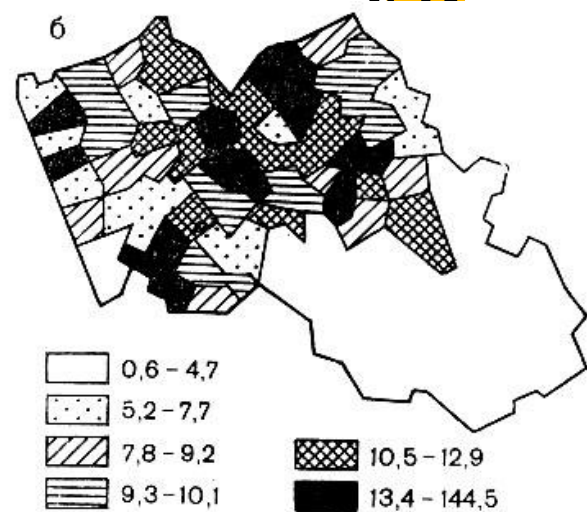 б
0,6 – 4,7
5,2 – 7,7
7,8 – 9,2
9,3 – 10,1
10,5 – 12,9
13,4 – 144,5